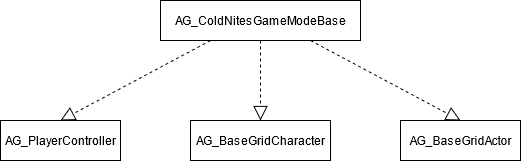 AG_ColdNitesGameModeBase
AG_PlayerController
AG_BaseGridCharacter
AG_BaseGridActor